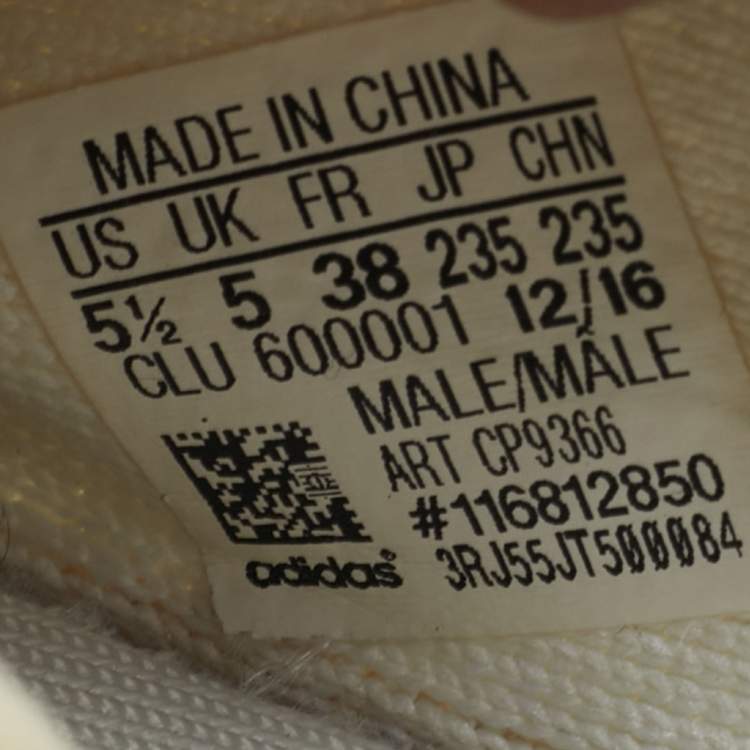 MADE IN CHINA
US UK FR JP CHN
5½ 5 38 235 235
CLU 600001 12/16
MALE/MÂLE
ART CP9366
#116812850
adidas® 3RJ55JT500084